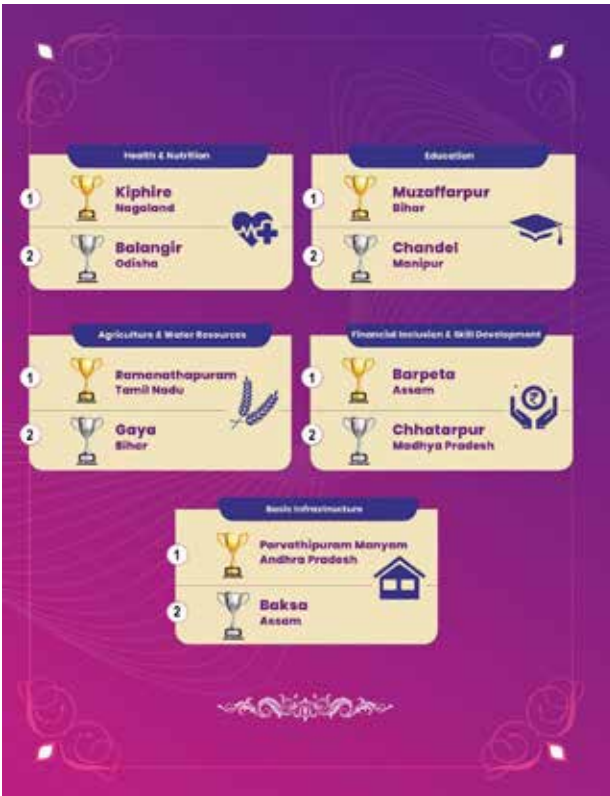 Health & Nutrition
1
Kiphire
Nagaland
2
Balangir
Odisha
Education
1
Muzaffarpur
Bihar
2
Chandel
Manipur
Agriculture & Water Resources
1
Ramanathapuram
Tamil Nadu
2
Gaya
Bihar
Financial Inclusion & Skill Development
1
Barpeta
Assam
₹
2
Chhatarpur
Madhya Pradesh
Basic Infrastructure
1
Parvathipuram Manyam
Andhra Pradesh
2
Baksa
Assam